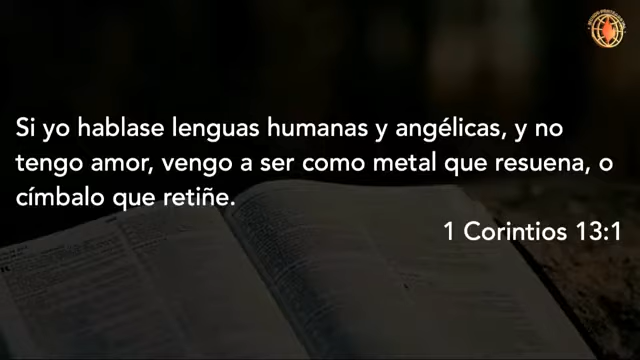 Si yo hablase lenguas humanas y angélicas, y no
tengo amor, vengo a ser como metal que resuena, o
címbalo que retiñe.
1 Corintios 13:1